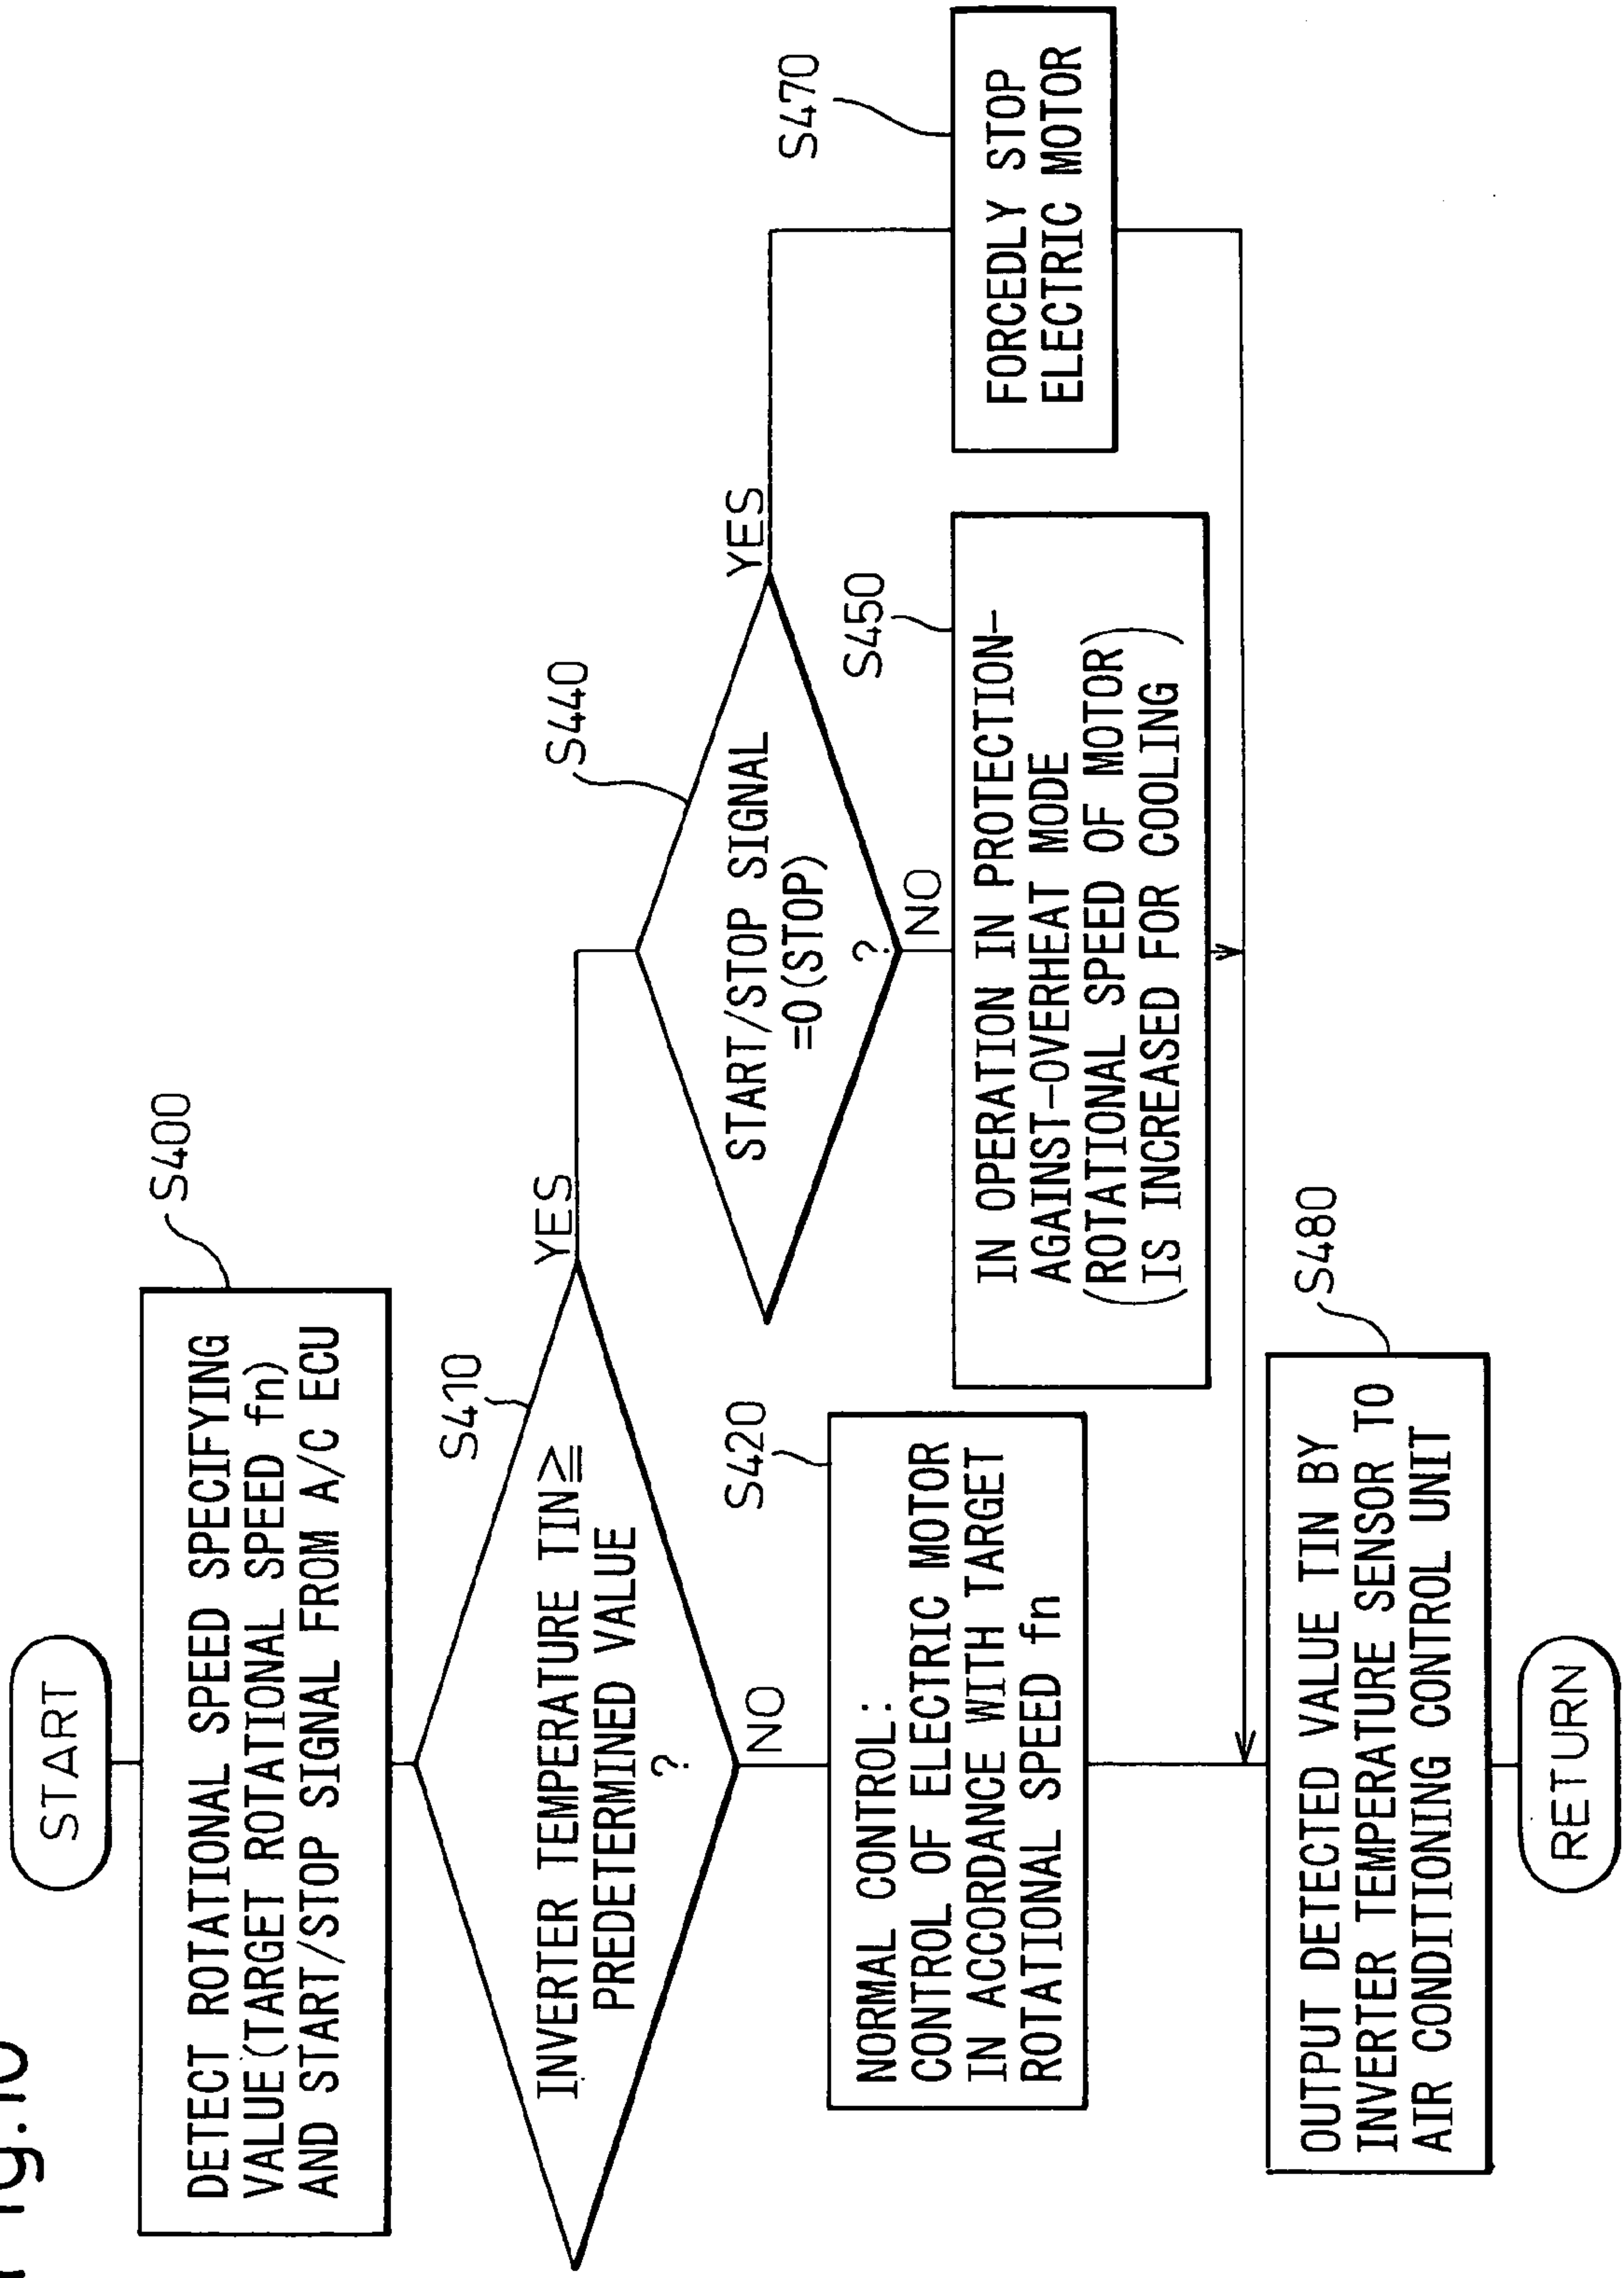 START
S400
DETECT ROTATIONAL SPEED SPECIFYING
VALUE(TARGET ROTATIONAL SPEED fn)
AND START/STOP SIGNAL FROM A/C ECU
S410
INVERTER TEMPERATURE TIN≧
PREDETERMINED VALUE
?
YES
NO
S440
START/STOP SIGNAL
=0(STOP)
?
YES
NO
S420
NORMAL CONTROL:
CONTROL OF ELECTRIC MOTOR
IN ACCORDANCE WITH TARGET
ROTATIONAL SPEED fn
S450
IN OPERATION IN PROTECTION-
AGAINST-OVERHEAT MODE
(ROTATIONAL SPEED OF MOTOR
IS INCREASED FOR COOLING)
S470
FORCEDLY STOP
ELECTRIC MOTOR
S480
OUTPUT DETECTED VALUE TIN BY
INVERTER TEMPERATURE SENSOR TO
AIR CONDITIONING CONTROL UNIT
RETURN